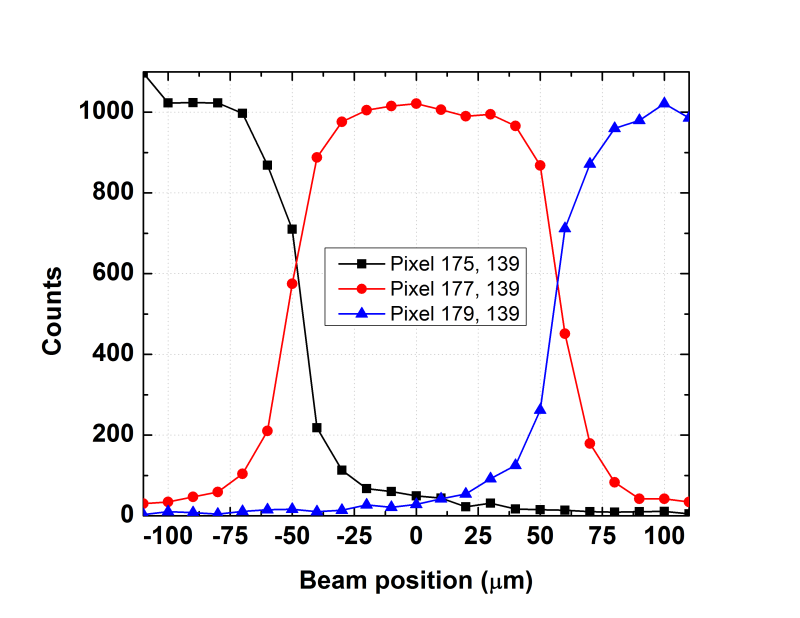 1000
800
600
400
200
0
Counts
Pixel 175, 139
Pixel 177, 139
Pixel 179, 139
-100 -75 -50 -25 0 25 50 75 100
Beam position (μm)